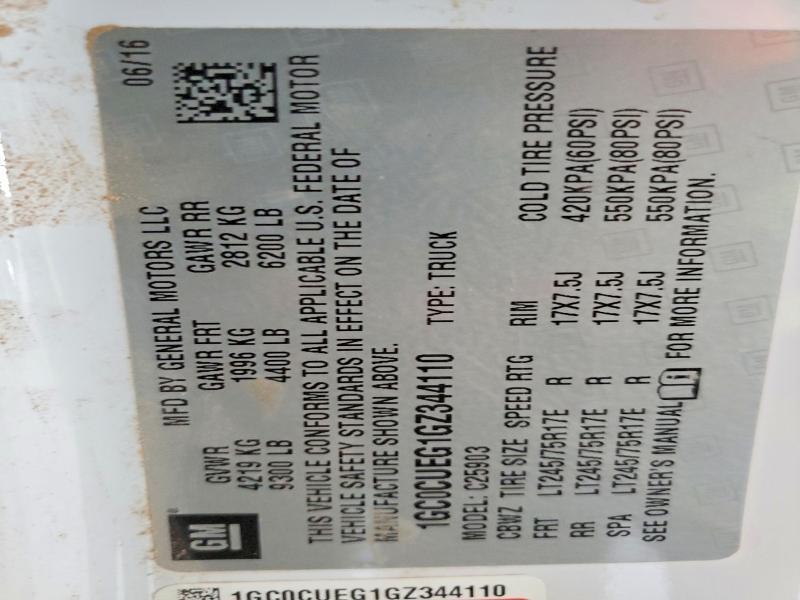 GM ®
MFD BY GENERAL MOTORS LLC 06/16
GVWR GAWR FRT GAWR RR
4219 KG 1996 KG 2812 KG
9300 LB 4400 LB 6200 LB
THIS VEHICLE CONFORMS TO ALL APPLICABLE U.S. FEDERAL MOTOR
VEHICLE SAFETY STANDARDS IN EFFECT ON THE DATE OF
MANUFACTURE SHOWN ABOVE.
1GC0CUEG1GZ344110 TYPE: TRUCK
MODEL: C25903
CBWZ TIRE SIZE SPEED RTG RIM COLD TIRE PRESSURE
FRT LT245/75R17E R 17X7.5J 420KPA(60PSI)
RR LT245/75R17E R 17X7.5J 550KPA(80PSI)
SPA LT245/75R17E R 17X7.5J 550KPA(80PSI)
SEE OWNER'S MANUAL FOR MORE INFORMATION.
1GC0CUEG1GZ344110